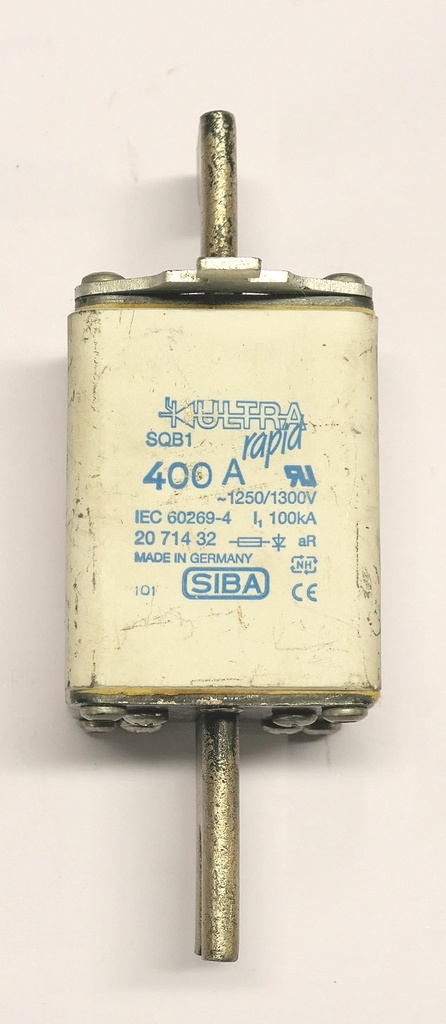 ULTRA
rapid
SQB1
400 A
~1250/1300V
IEC 60269-4 I₁ 100kA
20 714 32 aR
MADE IN GERMANY
NH
101 SIBA CE